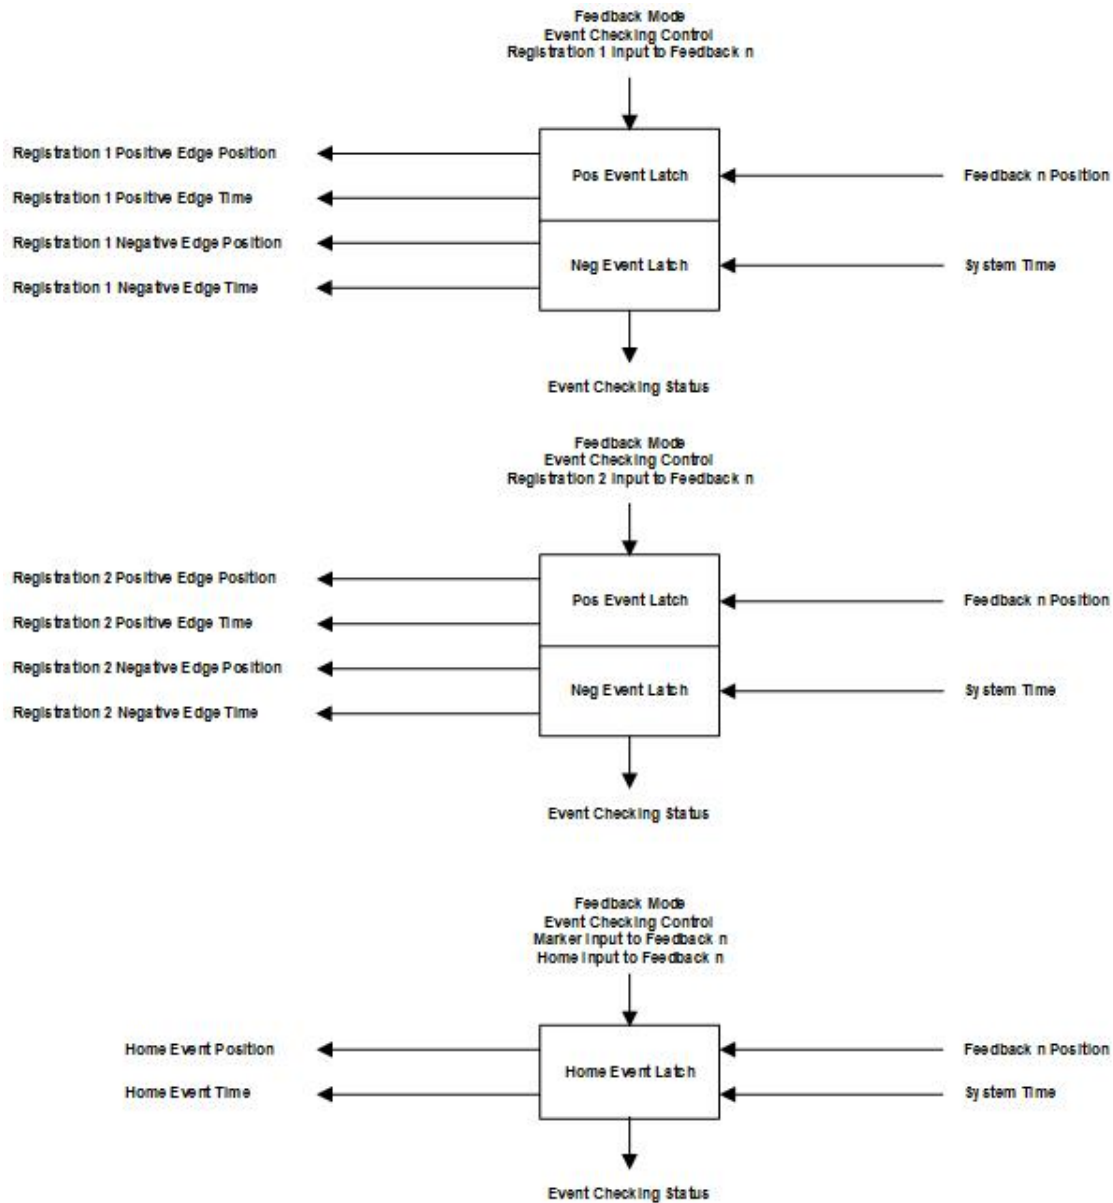 Feedback Mode
Event Checking Control
Registration 1 Input to Feedback n
Registration 1 Positive Edge Position
Pos Event Latch
Feedback n Position
Registration 1 Positive Edge Time
Registration 1 Negative Edge Position
Neg Event Latch
System Time
Registration 1 Negative Edge Time
Event Checking Status
Feedback Mode
Event Checking Control
Registration 2 Input to Feedback n
Registration 2 Positive Edge Position
Pos Event Latch
Feedback n Position
Registration 2 Positive Edge Time
Registration 2 Negative Edge Position
Neg Event Latch
System Time
Registration 2 Negative Edge Time
Event Checking Status
Feedback Mode
Event Checking Control
Marker Input to Feedback n
Home Input to Feedback n
Home Event Position
Home Event Latch
Feedback n Position
Home Event Time
System Time
Event Checking Status